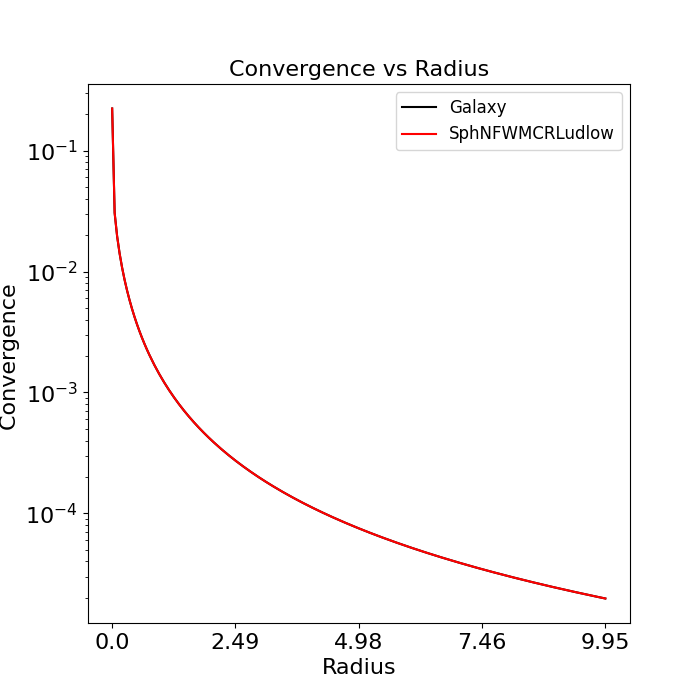 Convergence vs Radius
Galaxy
SphNFWMCRLudlow
Convergence
10⁻¹
10⁻²
10⁻³
10⁻⁴
0.0 2.49 4.98 7.46 9.95
Radius